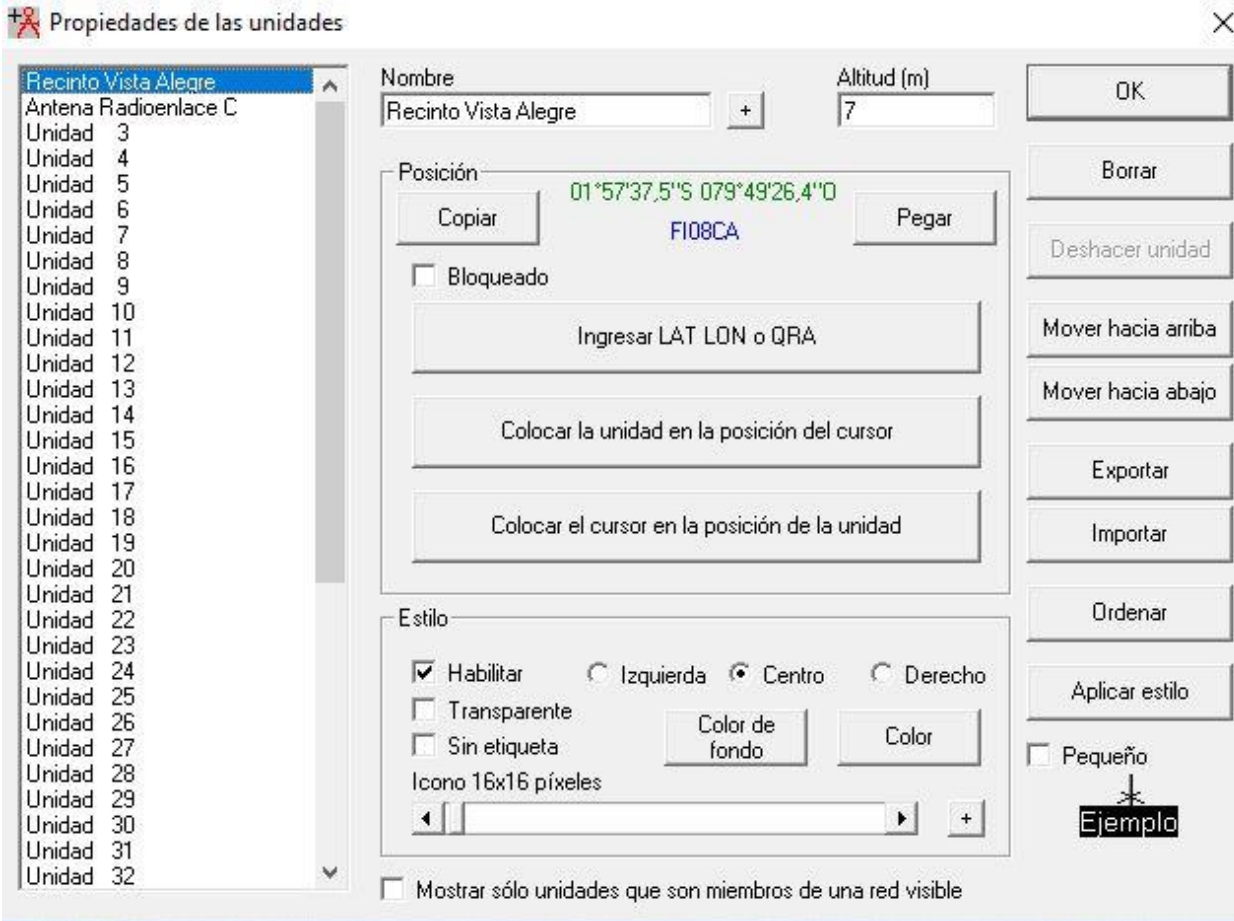 Propiedades de las unidades
Recinto Vista Alegre
Antena Radioenlace C
Unidad 3
Unidad 4
Unidad 5
Unidad 6
Unidad 7
Unidad 8
Unidad 9
Unidad 10
Unidad 11
Unidad 12
Unidad 13
Unidad 14
Unidad 15
Unidad 16
Unidad 17
Unidad 18
Unidad 19
Unidad 20
Unidad 21
Unidad 22
Unidad 23
Unidad 24
Unidad 25
Unidad 26
Unidad 27
Unidad 28
Unidad 29
Unidad 30
Unidad 31
Unidad 32
Nombre
Recinto Vista Alegre
+
Altitud (m)
7
Posición
Copiar
01°57'37,5''S 079°49'26,4''O
FI08CA
Pegar
Bloqueado
Ingresar LAT LON o QRA
Colocar la unidad en la posición del cursor
Colocar el cursor en la posición de la unidad
Estilo
Habilitar
Izquierda
Centro
Derecho
Transparente
Sin etiqueta
Color de
fondo
Color
Icono 16x16 píxeles
+
Mostrar sólo unidades que son miembros de una red visible
OK
Borrar
Deshacer unidad
Mover hacia arriba
Mover hacia abajo
Exportar
Importar
Ordenar
Aplicar estilo
Pequeño
Ejemplo